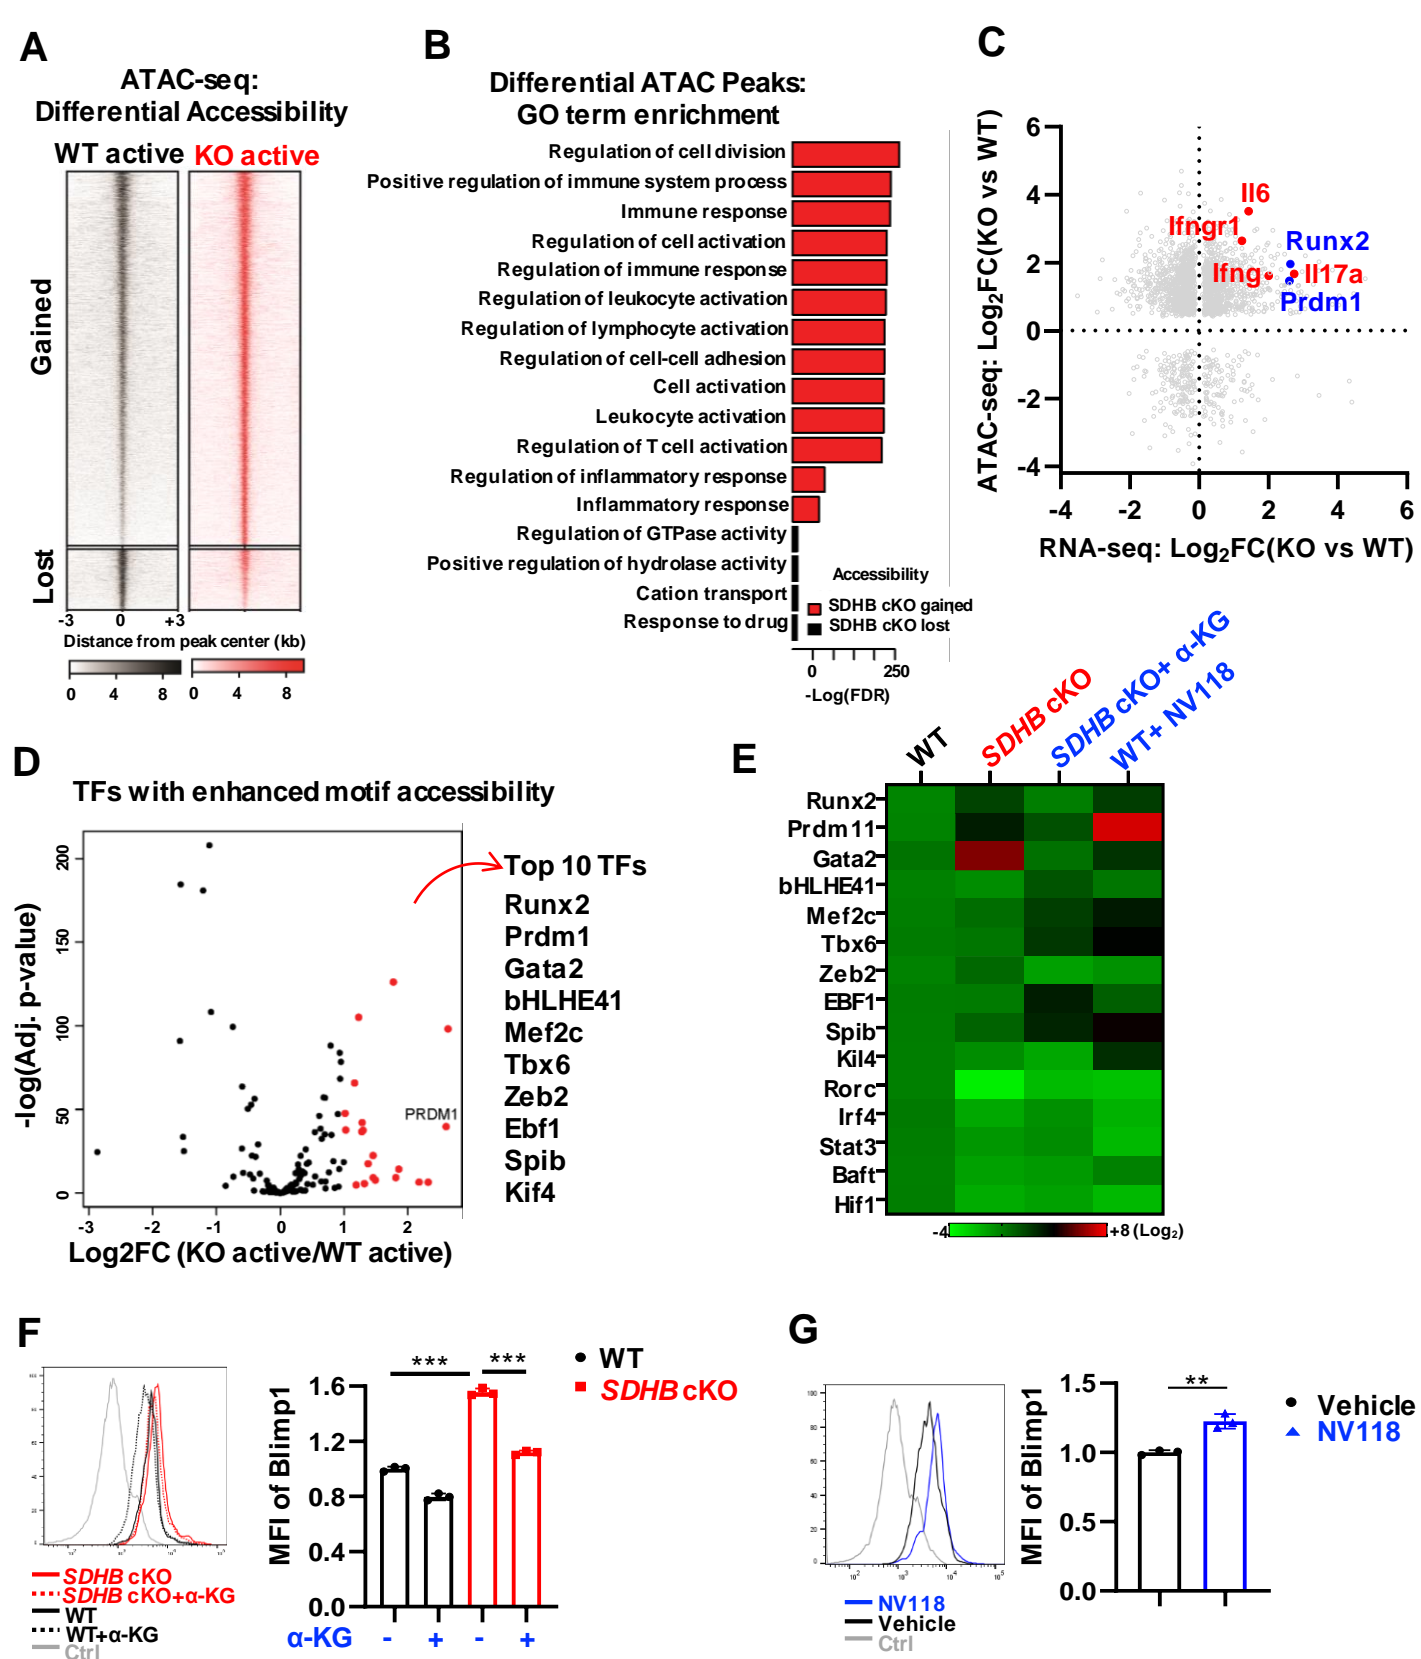 A
ATAC-seq:
Differential Accessibility
WT active KO active
Gained
Lost
-3 0 +3
Distance from peak center (kb)
0 4 8 0 4 8
B
Differential ATAC Peaks:
GO term enrichment
Regulation of cell division
Positive regulation of immune system process
Immune response
Regulation of cell activation
Regulation of immune response
Regulation of leukocyte activation
Regulation of lymphocyte activation
Regulation of cell-cell adhesion
Cell activation
Leukocyte activation
Regulation of T cell activation
Regulation of inflammatory response
Inflammatory response
Regulation of GTPase activity
Positive regulation of hydrolase activity
Cation transport
Response to drug
Accessibility
SDHB cKO gained
SDHB cKO lost
0 250
-Log(FDR)
C
ATAC-seq: Log2FC(KO vs WT)
6
4
2
0
-2
-4
Il6
Ifngr1
Runx2
Ifng
Il17a
Prdm1
-4 -2 0 2 4 6
RNA-seq: Log2FC(KO vs WT)
D
TFs with enhanced motif accessibility
-log(Adj. p-value)
200
150
100
50
0
PRDM1
-3 -2 -1 0 1 2
Log2FC (KO active/WT active)
Top 10 TFs
Runx2
Prdm1
Gata2
bHLHE41
Mef2c
Tbx6
Zeb2
Ebf1
Spib
Kif4
E
WT
SDHB cKO
SDHB cKO+ α-KG
WT+ NV118
Runx2
Prdm11
Gata2
bHLHE41
Mef2c
Tbx6
Zeb2
EBF1
Spib
Kil4
Rorc
Irf4
Stat3
Baft
Hif1
-4 +8 (Log2)
F
SDHB cKO
SDHB cKO+α-KG
WT
WT+α-KG
Ctrl
MFI of Blimp1
1.6
1.2
0.8
0.4
0.0
*** ***
α-KG - + - +
WT
SDHB cKO
G
100
80
60
40
20
0
10² 10³ 10⁴ 10⁵
NV118
Vehicle
Ctrl
MFI of Blimp1
1.5
1.0
0.5
0.0
**
Vehicle
NV118